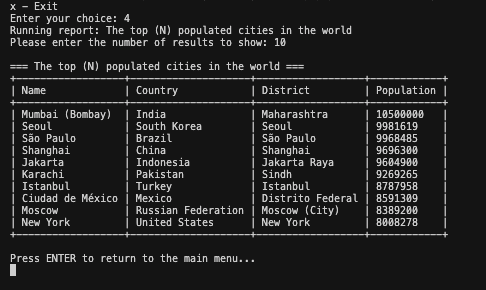 x – Exit
Enter your choice: 4
Running report: The top (N) populated cities in the world
Please enter the number of results to show: 10
=== The top (N) populated cities in the world ===
| Name | Country | District | Population |
| Mumbai (Bombay) | India | Maharashtra | 10500000 |
| Seoul | South Korea | Seoul | 9981619 |
| São Paulo | Brazil | São Paulo | 9968485 |
| Shanghai | China | Shanghai | 9696300 |
| Jakarta | Indonesia | Jakarta Raya | 9604900 |
| Karachi | Pakistan | Sindh | 9269265 |
| Istanbul | Turkey | Istanbul | 8787958 |
| Ciudad de México | Mexico | Distrito Federal | 8591309 |
| Moscow | Russian Federation | Moscow (City) | 8389200 |
| New York | United States | New York | 8008278 |
Press ENTER to return to the main menu...